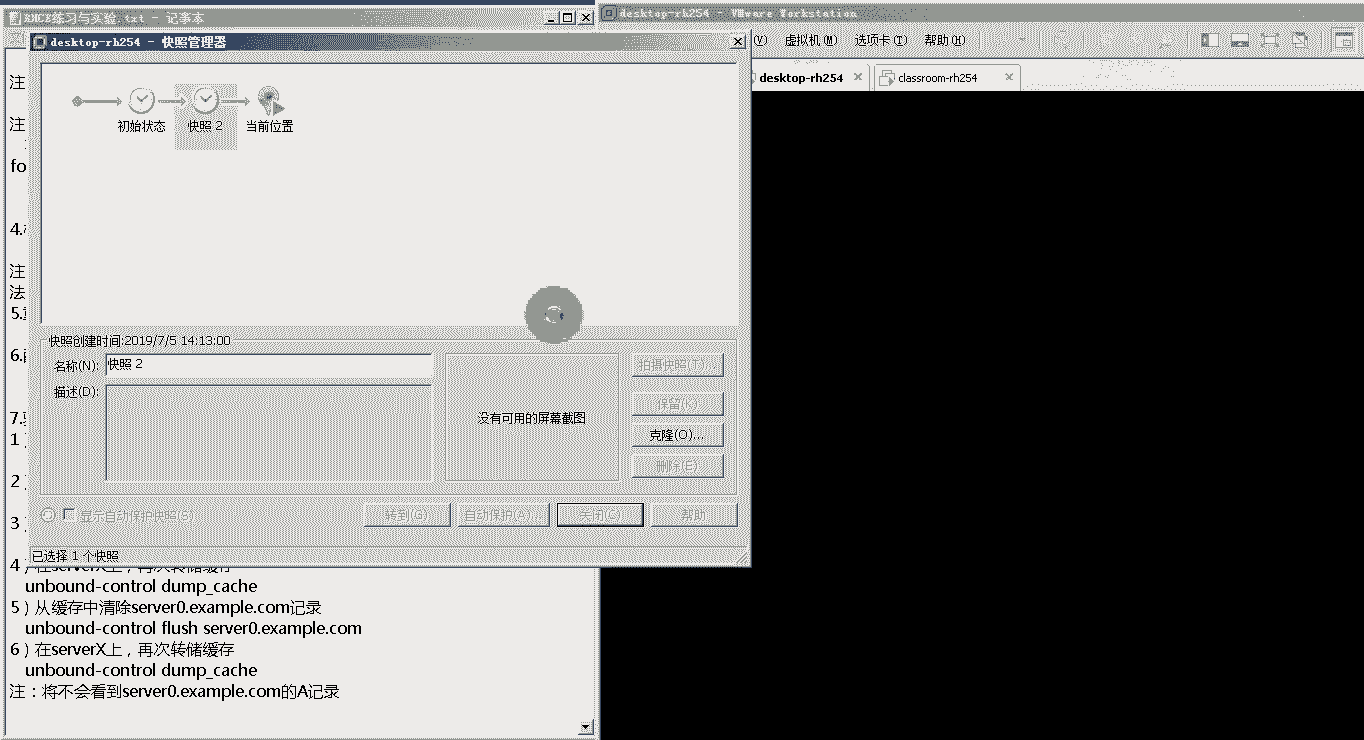 RHCE练习与实验.txt - 记事本
desktop-rh254 - VMware Workstation
desktop-rh254 - 快照管理器
(V) 虚拟机(M) 选项卡(T) 帮助(H)
desktop-rh254 classroom-rh254
初始状态 快照 2 当前位置
注
注
fo
4.
注
法
5.
6.
7.
1
2
3
快照创建时间:2019/7/5 14:13:00
名称(N): 快照 2
描述(D):
没有可用的屏幕截图
拍摄快照(T)...
保留(K)
克隆(O)...
删除(E)
显示自动保护快照(S)
转到(G) 自动保护(A)... 关闭(C) 帮助
已选择 1 个快照
4）在serverX上，再次转储缓存
unbound-control dump_cache
5）从缓存中清除server0.example.com记录
unbound-control flush server0.example.com
6）在serverX上，再次转储缓存
unbound-control dump_cache
注：将不会看到server0.example.com的A记录